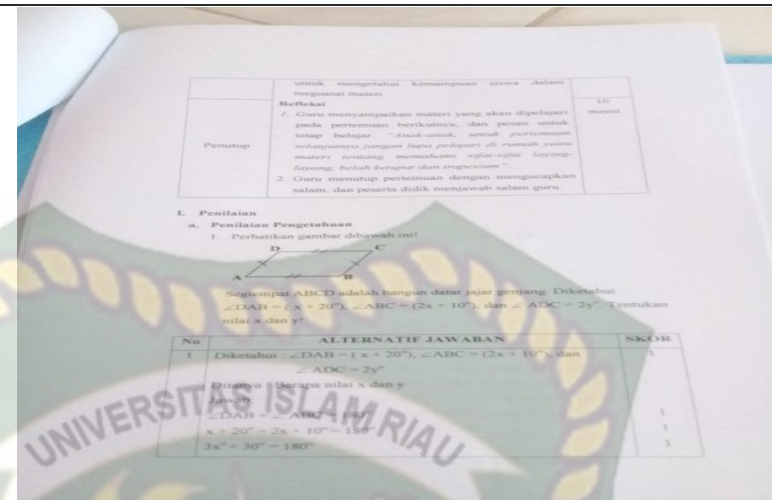 untuk mengetahui kemampuan siswa dalam
meguasai materi
Penutup
Refleksi
1. Guru menyampaikan materi yang akan dipelajari
pada pertemuan berikutnya, dan pesan untuk
tetap belajar. "Anak-anak, untuk pertemuan
selanjutnya jangan lupa pelajari di rumah yaitu
materi tentang memahami sifat-sifat layang-
layang, belah ketupat dan trapesium"
2. Guru menutup pertemuan dengan mengucapkan
salam, dan peserta didik menjawab salam guru.
10
menit
I. Penilaian
a. Penilaian Pengetahuan
1. Perhatikan gambar dibawah ini!
D C
A B
Segiempat ABCD adalah bangun datar jajar genjang. Diketahui
∠DAB = ( x + 20°), ∠ABC = (2x + 10°), dan ∠ ADC = 2y°. Tentukan
nilai x dan y!
No ALTERNATIF JAWABAN SKOR
1 Diketahui : ∠DAB = ( x + 20°), ∠ABC = (2x + 10°), dan 1
∠ ADC = 2y°
Ditanya : Berapa nilai x dan y
Jawab:
∠DAB + ∠ ABC = 180° 1
x + 20° + 2x + 10° = 180° 1
3x° + 30° = 180° 1
UNIVERSITAS ISLAM RIAU